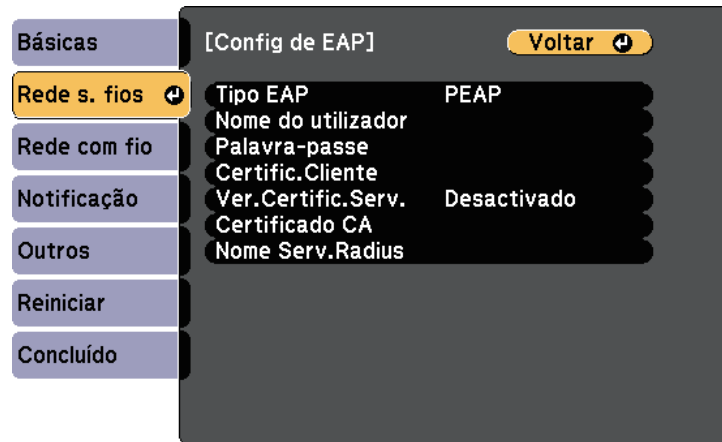 Básicas
Rede s. fios
Rede com fio
Notificação
Outros
Reiniciar
Concluído
[Config de EAP] Voltar
Tipo EAP PEAP
Nome do utilizador
Palavra-passe
Certific.Cliente
Ver.Certific.Serv. Desactivado
Certificado CA
Nome Serv.Radius